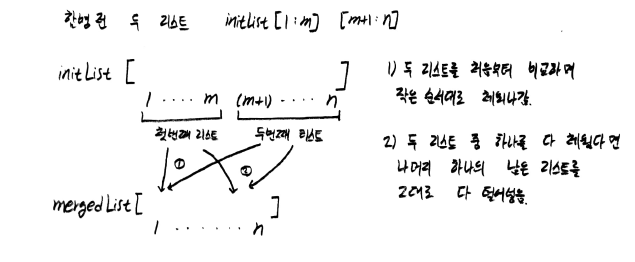 합병 전 두 리스트 initList [1:m] [m+1:n]
initList [ ]
1 ···· m (m+1) ···· n
첫번째 리스트 두번째 리스트
① ②
mergedList [ ]
1 ······· n
1) 두 리스트를 처음부터 비교하며
작은 순서대로 채워나감.
2) 두 리스트 중 하나를 다 채웠다면
나머지 하나의 남은 리스트를
그대로 다 털어넣음.